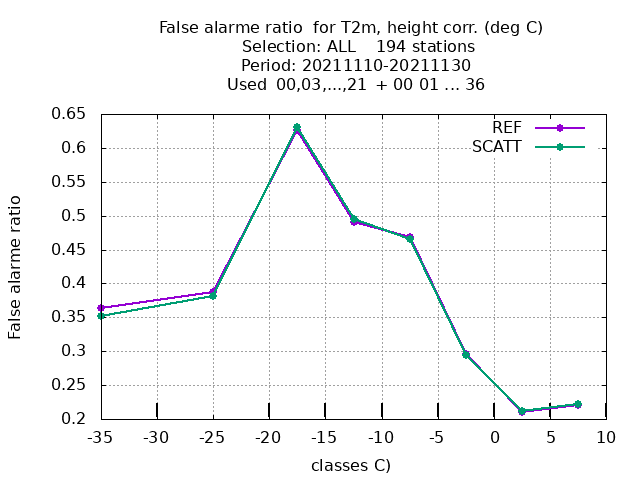 False alarme ratio  for T2m, height corr. (deg C)
Selection: ALL    194 stations
Period: 20211110-20211130
Used  00,03,...,21  + 00 01 ... 36
REF
SCATT
False alarme ratio
0.65
0.6
0.55
0.5
0.45
0.4
0.35
0.3
0.25
0.2
-35 -30 -25 -20 -15 -10 -5 0 5 10
classes C)